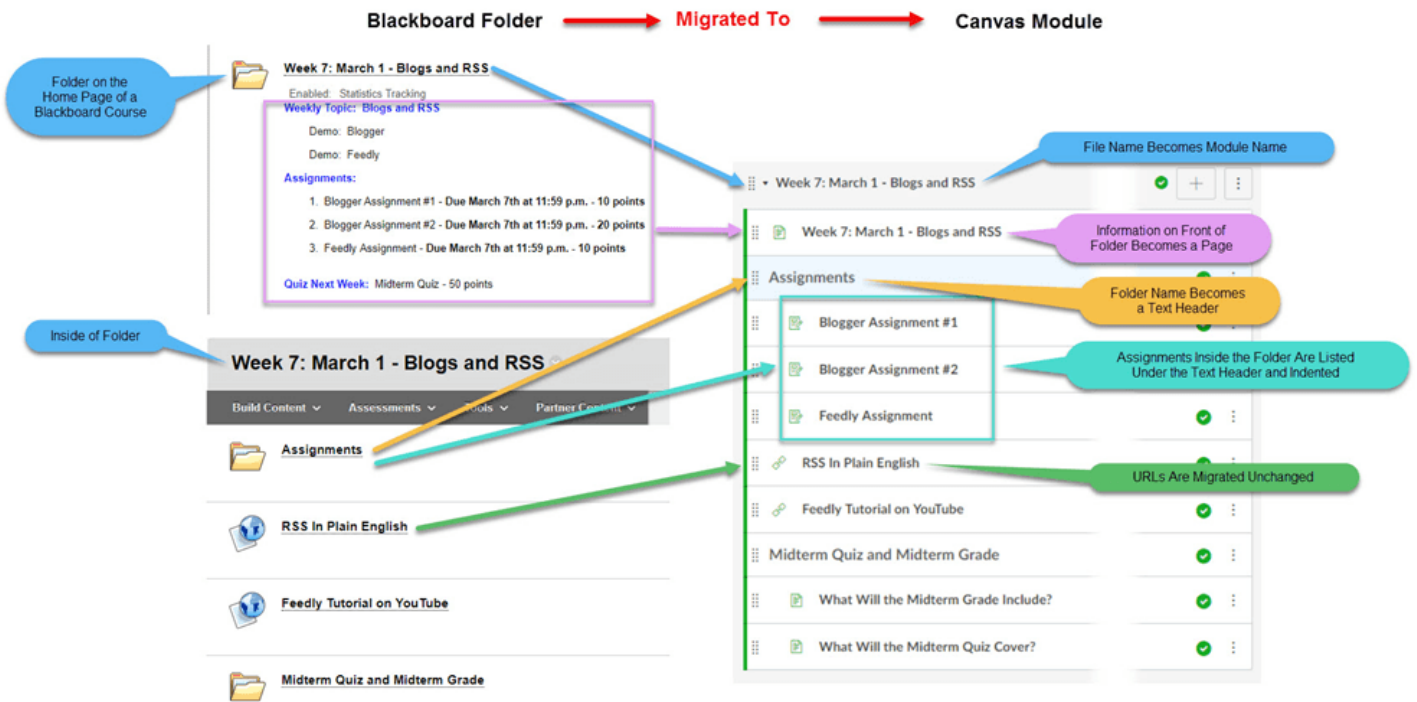 Blackboard Folder Migrated To Canvas Module
Folder on the
Home Page of a
Blackboard Course
Week 7: March 1 - Blogs and RSS
Enabled: Statistics Tracking
Weekly Topic: Blogs and RSS
Demo: Blogger
Demo: Feedly
Assignments:
1. Blogger Assignment #1 - Due March 7th at 11:59 p.m. - 10 points
2. Blogger Assignment #2 - Due March 7th at 11:59 p.m. - 20 points
3. Feedly Assignment - Due March 7th at 11:59 p.m. - 10 points
Quiz Next Week: Midterm Quiz - 50 points
Inside of Folder
Week 7: March 1 - Blogs and RSS
Build Content Assessments Tools Partner Content
Assignments
RSS In Plain English
Feedly Tutorial on YouTube
Midterm Quiz and Midterm Grade
File Name Becomes Module Name
Week 7: March 1 - Blogs and RSS
Week 7: March 1 - Blogs and RSS
Information on Front of
Folder Becomes a Page
Assignments
Folder Name Becomes
a Text Header
Blogger Assignment #1
Blogger Assignment #2
Feedly Assignment
Assignments Inside the Folder Are Listed
Under the Text Header and Indented
RSS In Plain English
URLs Are Migrated Unchanged
Feedly Tutorial on YouTube
Midterm Quiz and Midterm Grade
What Will the Midterm Grade Include?
What Will the Midterm Quiz Cover?